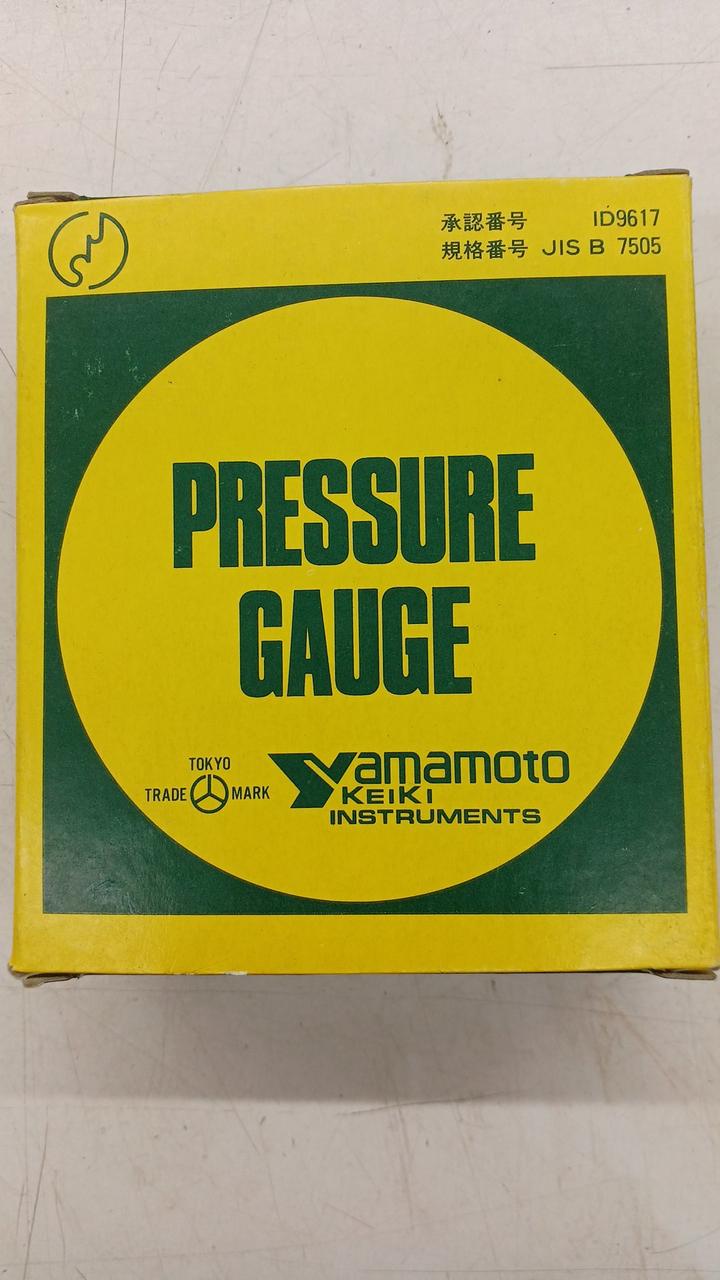 承認番号 ID9617
規格番号 JIS B 7505
PRESSURE
GAUGE
TOKYO
TRADE MARK
Yamamoto
KEIKI
INSTRUMENTS